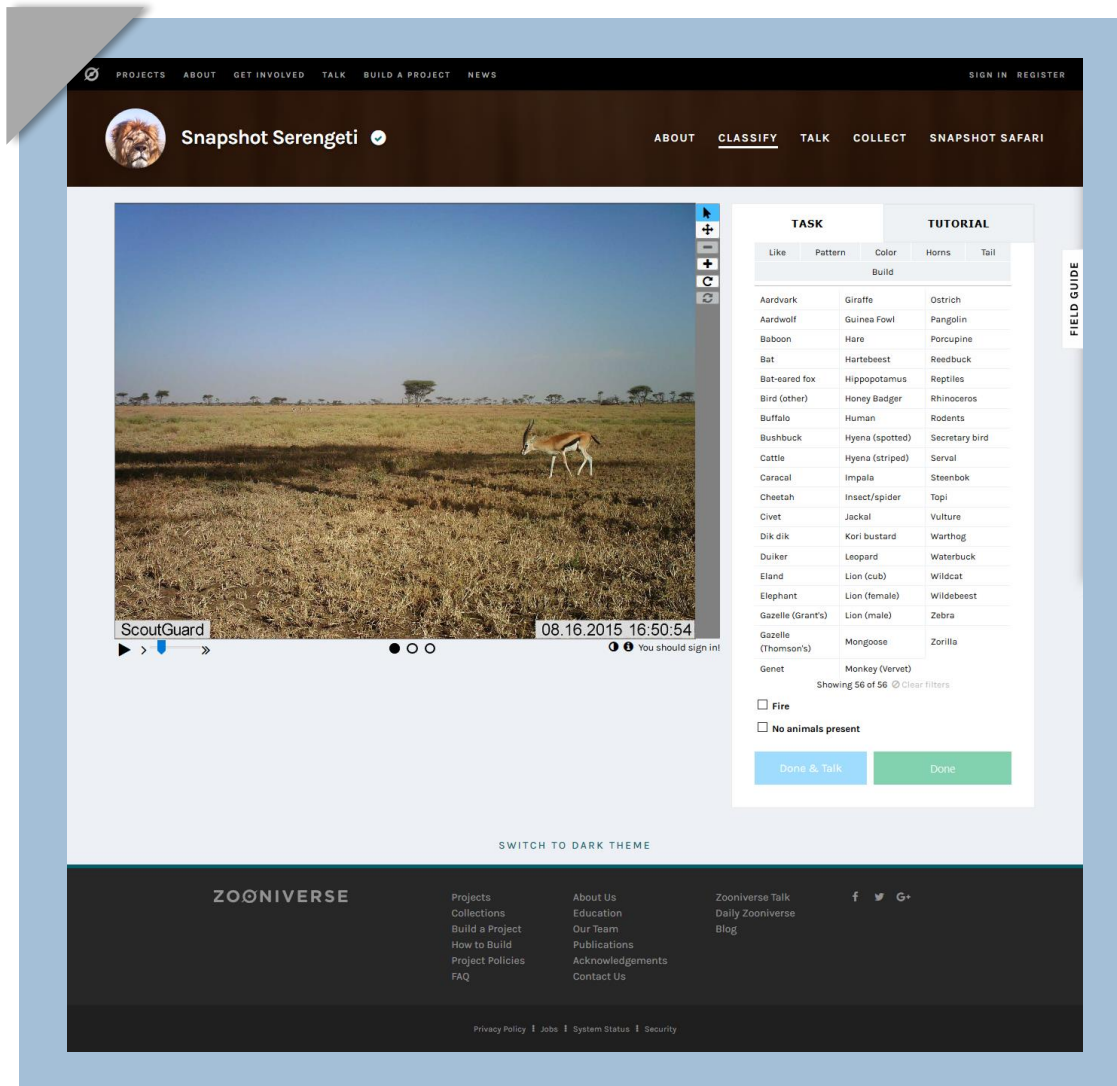 PROJECTS ABOUT GET INVOLVED TALK BUILD A PROJECT NEWS SIGN IN REGISTER
Snapshot Serengeti ABOUT CLASSIFY TALK COLLECT SNAPSHOT SAFARI
TASK TUTORIAL
Like Pattern Color Horns Tail
Build
FIELD GUIDE
Aardvark Giraffe Ostrich
Aardwolf Guinea Fowl Pangolin
Baboon Hare Porcupine
Bat Hartebeest Reedbuck
Bat-eared fox Hippopotamus Reptiles
Bird (other) Honey Badger Rhinoceros
Buffalo Human Rodents
Bushbuck Hyena (spotted) Secretary bird
Cattle Hyena (striped) Serval
Caracal Impala Steenbok
Cheetah Insect/spider Topi
Civet Jackal Vulture
Dik dik Kori bustard Warthog
Duiker Leopard Waterbuck
Eland Lion (cub) Wildcat
Elephant Lion (female) Wildebeest
Gazelle (Grant's) Lion (male) Zebra
Gazelle
(Thomson's) Mongoose Zorilla
Genet Monkey (Vervet)
Showing 56 of 56 Clear filters
Fire
No animals present
Done & Talk Done
ScoutGuard 08.16.2015 16:50:54
You should sign in!
SWITCH TO DARK THEME
ZOONIVERSE
Projects About Us Zooniverse Talk f G+
Collections Education Daily Zooniverse
Build a Project Our Team Blog
How to Build Publications
Project Policies Acknowledgements
FAQ Contact Us
Privacy Policy Jobs System Status Security